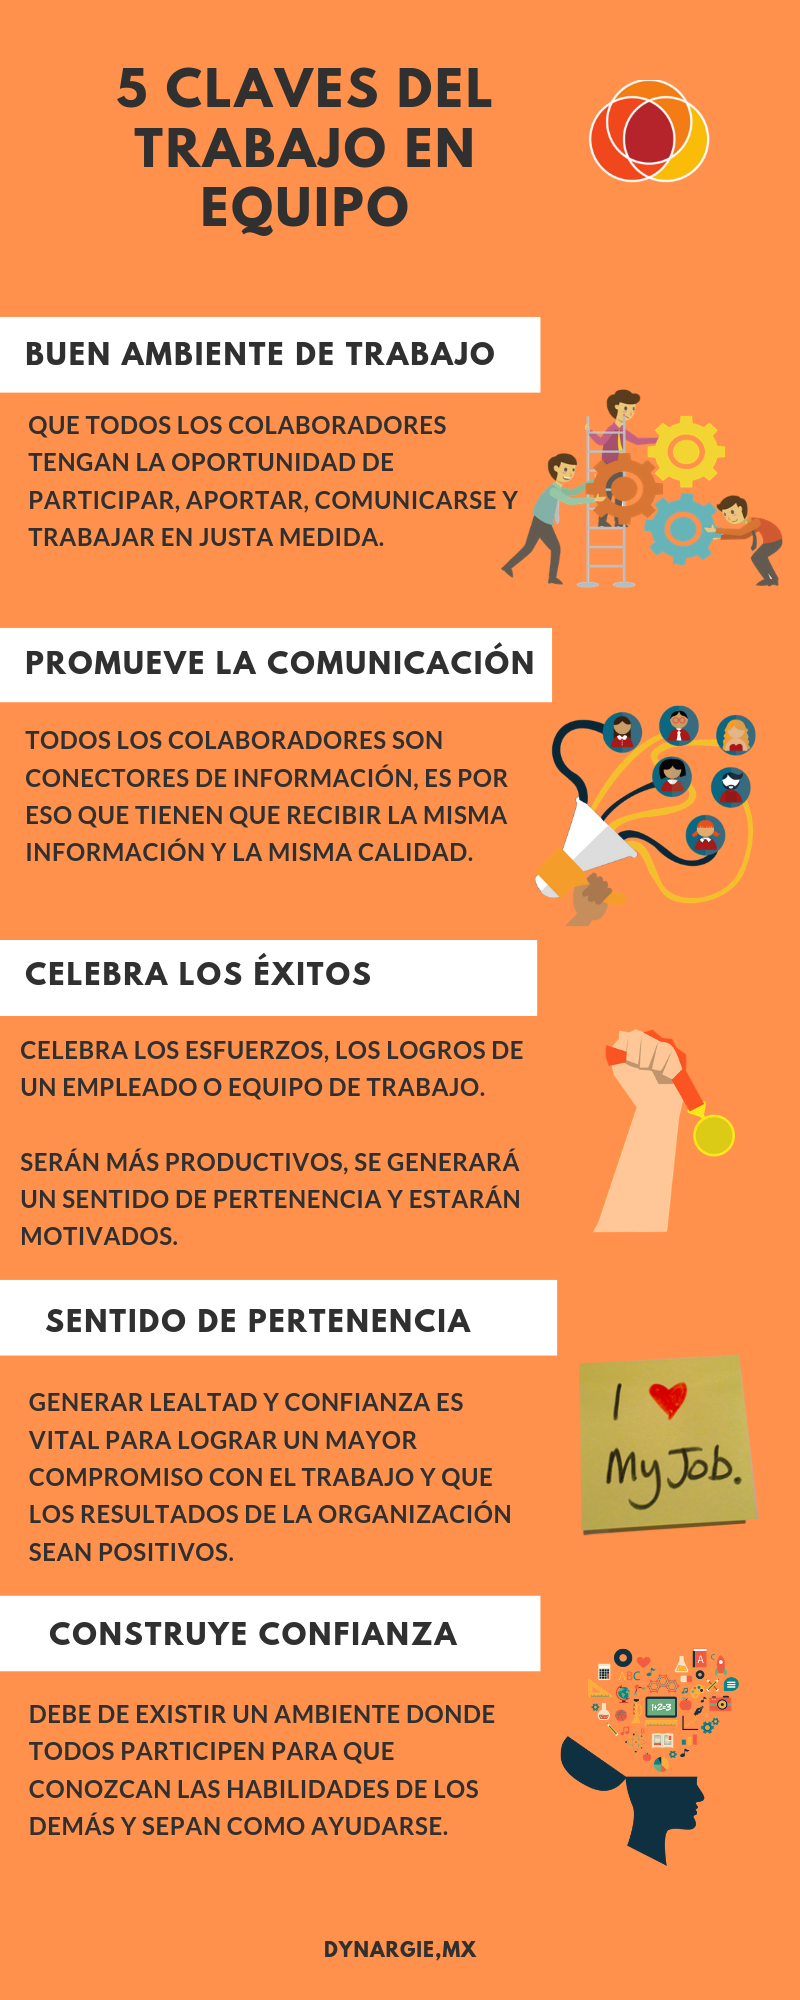 5 CLAVES DEL
TRABAJO EN
EQUIPO
BUEN AMBIENTE DE TRABAJO
QUE TODOS LOS COLABORADORES
TENGAN LA OPORTUNIDAD DE
PARTICIPAR, APORTAR, COMUNICARSE Y
TRABAJAR EN JUSTA MEDIDA.
PROMUEVE LA COMUNICACIÓN
TODOS LOS COLABORADORES SON
CONECTORES DE INFORMACIÓN, ES POR
ESO QUE TIENEN QUE RECIBIR LA MISMA
INFORMACIÓN Y LA MISMA CALIDAD.
CELEBRA LOS ÉXITOS
CELEBRA LOS ESFUERZOS, LOS LOGROS DE
UN EMPLEADO O EQUIPO DE TRABAJO.
SERÁN MÁS PRODUCTIVOS, SE GENERARÁ
UN SENTIDO DE PERTENENCIA Y ESTARÁN
MOTIVADOS.
SENTIDO DE PERTENENCIA
GENERAR LEALTAD Y CONFIANZA ES
VITAL PARA LOGRAR UN MAYOR
COMPROMISO CON EL TRABAJO Y QUE
LOS RESULTADOS DE LA ORGANIZACIÓN
SEAN POSITIVOS.
I
My Job.
CONSTRUYE CONFIANZA
DEBE DE EXISTIR UN AMBIENTE DONDE
TODOS PARTICIPEN PARA QUE
CONOZCAN LAS HABILIDADES DE LOS
DEMÁS Y SEPAN COMO AYUDARSE.
A
ABC
1+2=3
DYNARGIE,MX